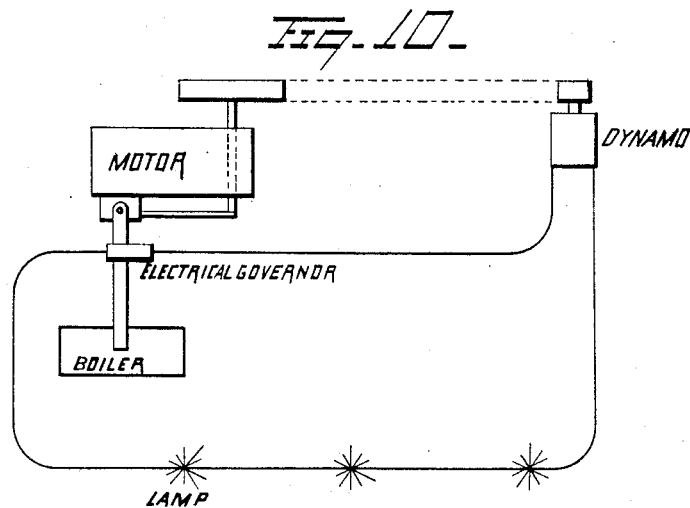 Fig. 10.
MOTOR
DYNAMO
ELECTRICAL GOVERNOR
BOILER
LAMP